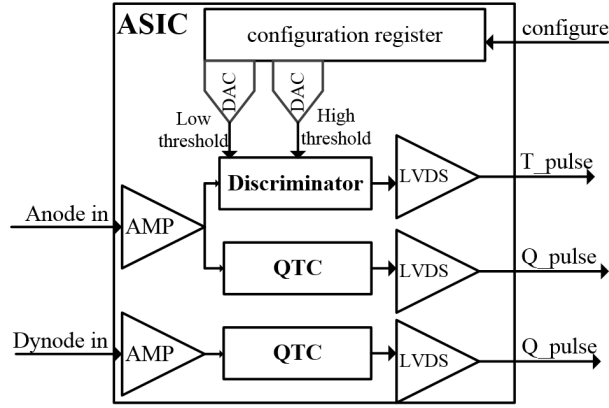 ASIC
configuration register
configure
DAC
DAC
Low
threshold
High
threshold
Discriminator
LVDS
T_pulse
Anode in
AMP
QTC
LVDS
Q_pulse
Dynode in
AMP
QTC
LVDS
Q_pulse